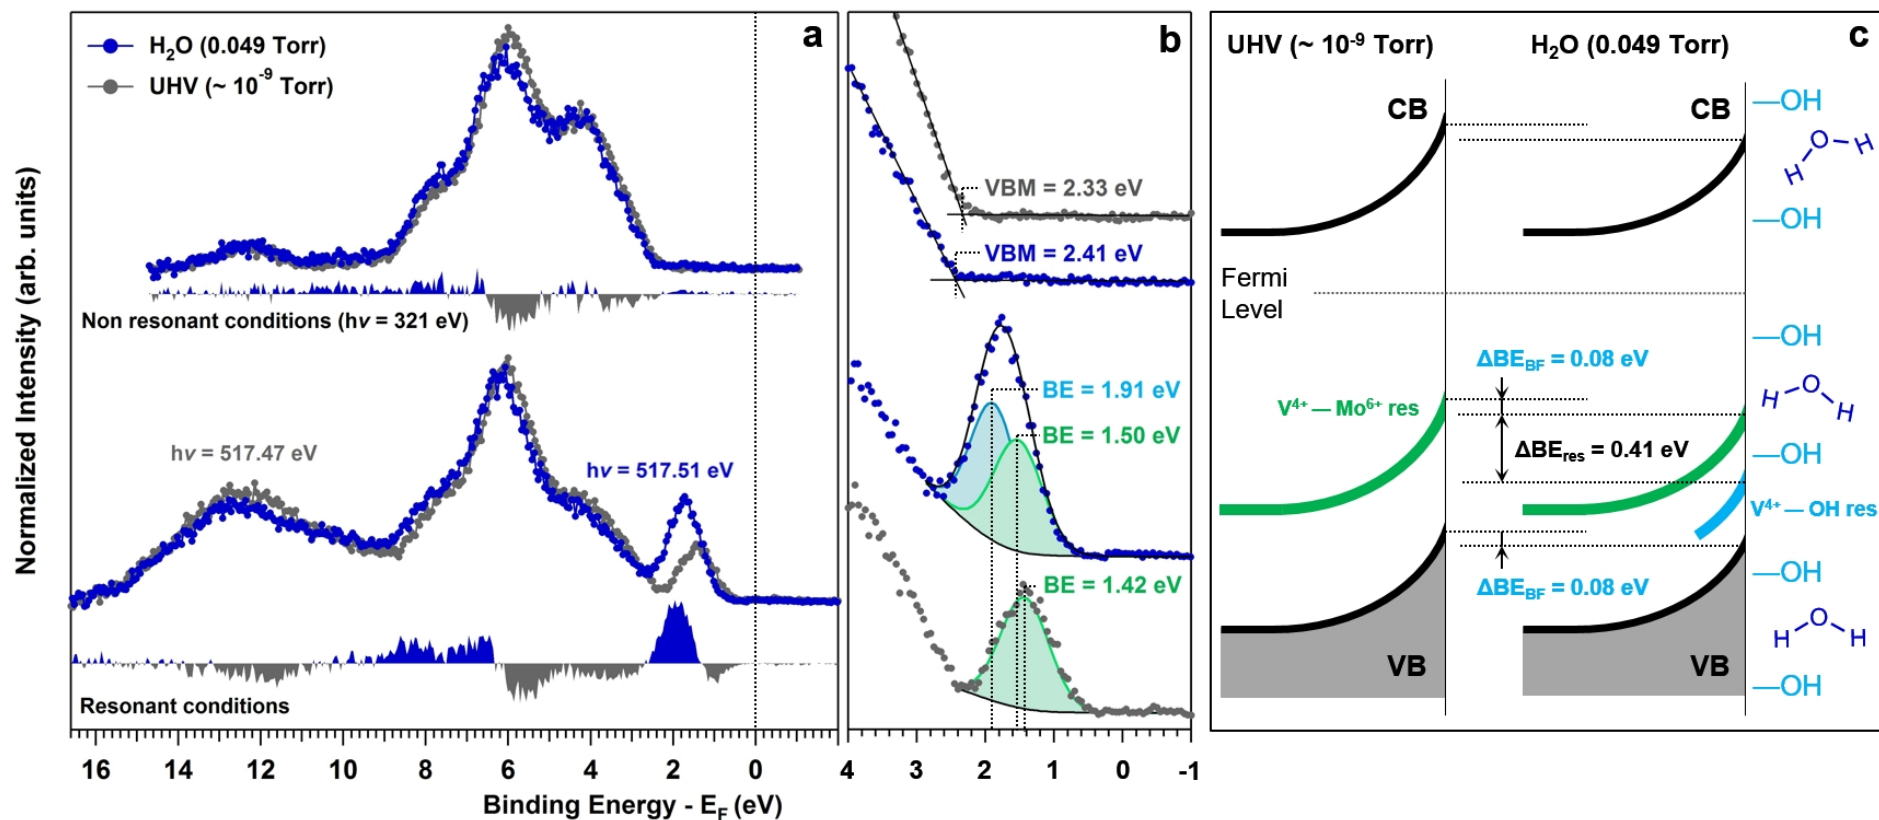 Normalized Intensity (arb. units)
a
H₂O (0.049 Torr)
UHV (~ 10⁻⁹ Torr)
Non resonant conditions (hν = 321 eV)
hν = 517.47 eV
hν = 517.51 eV
Resonant conditions
16 14 12 10 8 6 4 2 0
b
VBM = 2.33 eV
VBM = 2.41 eV
BE = 1.91 eV
BE = 1.50 eV
BE = 1.42 eV
4 3 2 1 0 -1
Binding Energy - E_F (eV)
UHV (~ 10⁻⁹ Torr)
H₂O (0.049 Torr)
c
CB
CB
Fermi
Level
ΔBE_BF = 0.08 eV
V⁴⁺ — Mo⁶⁺ res
ΔBE_res = 0.41 eV
V⁴⁺ — OH res
ΔBE_BF = 0.08 eV
VB
VB
—OH
H O H
—OH
—OH
H O H
—OH
—OH
H O H
—OH